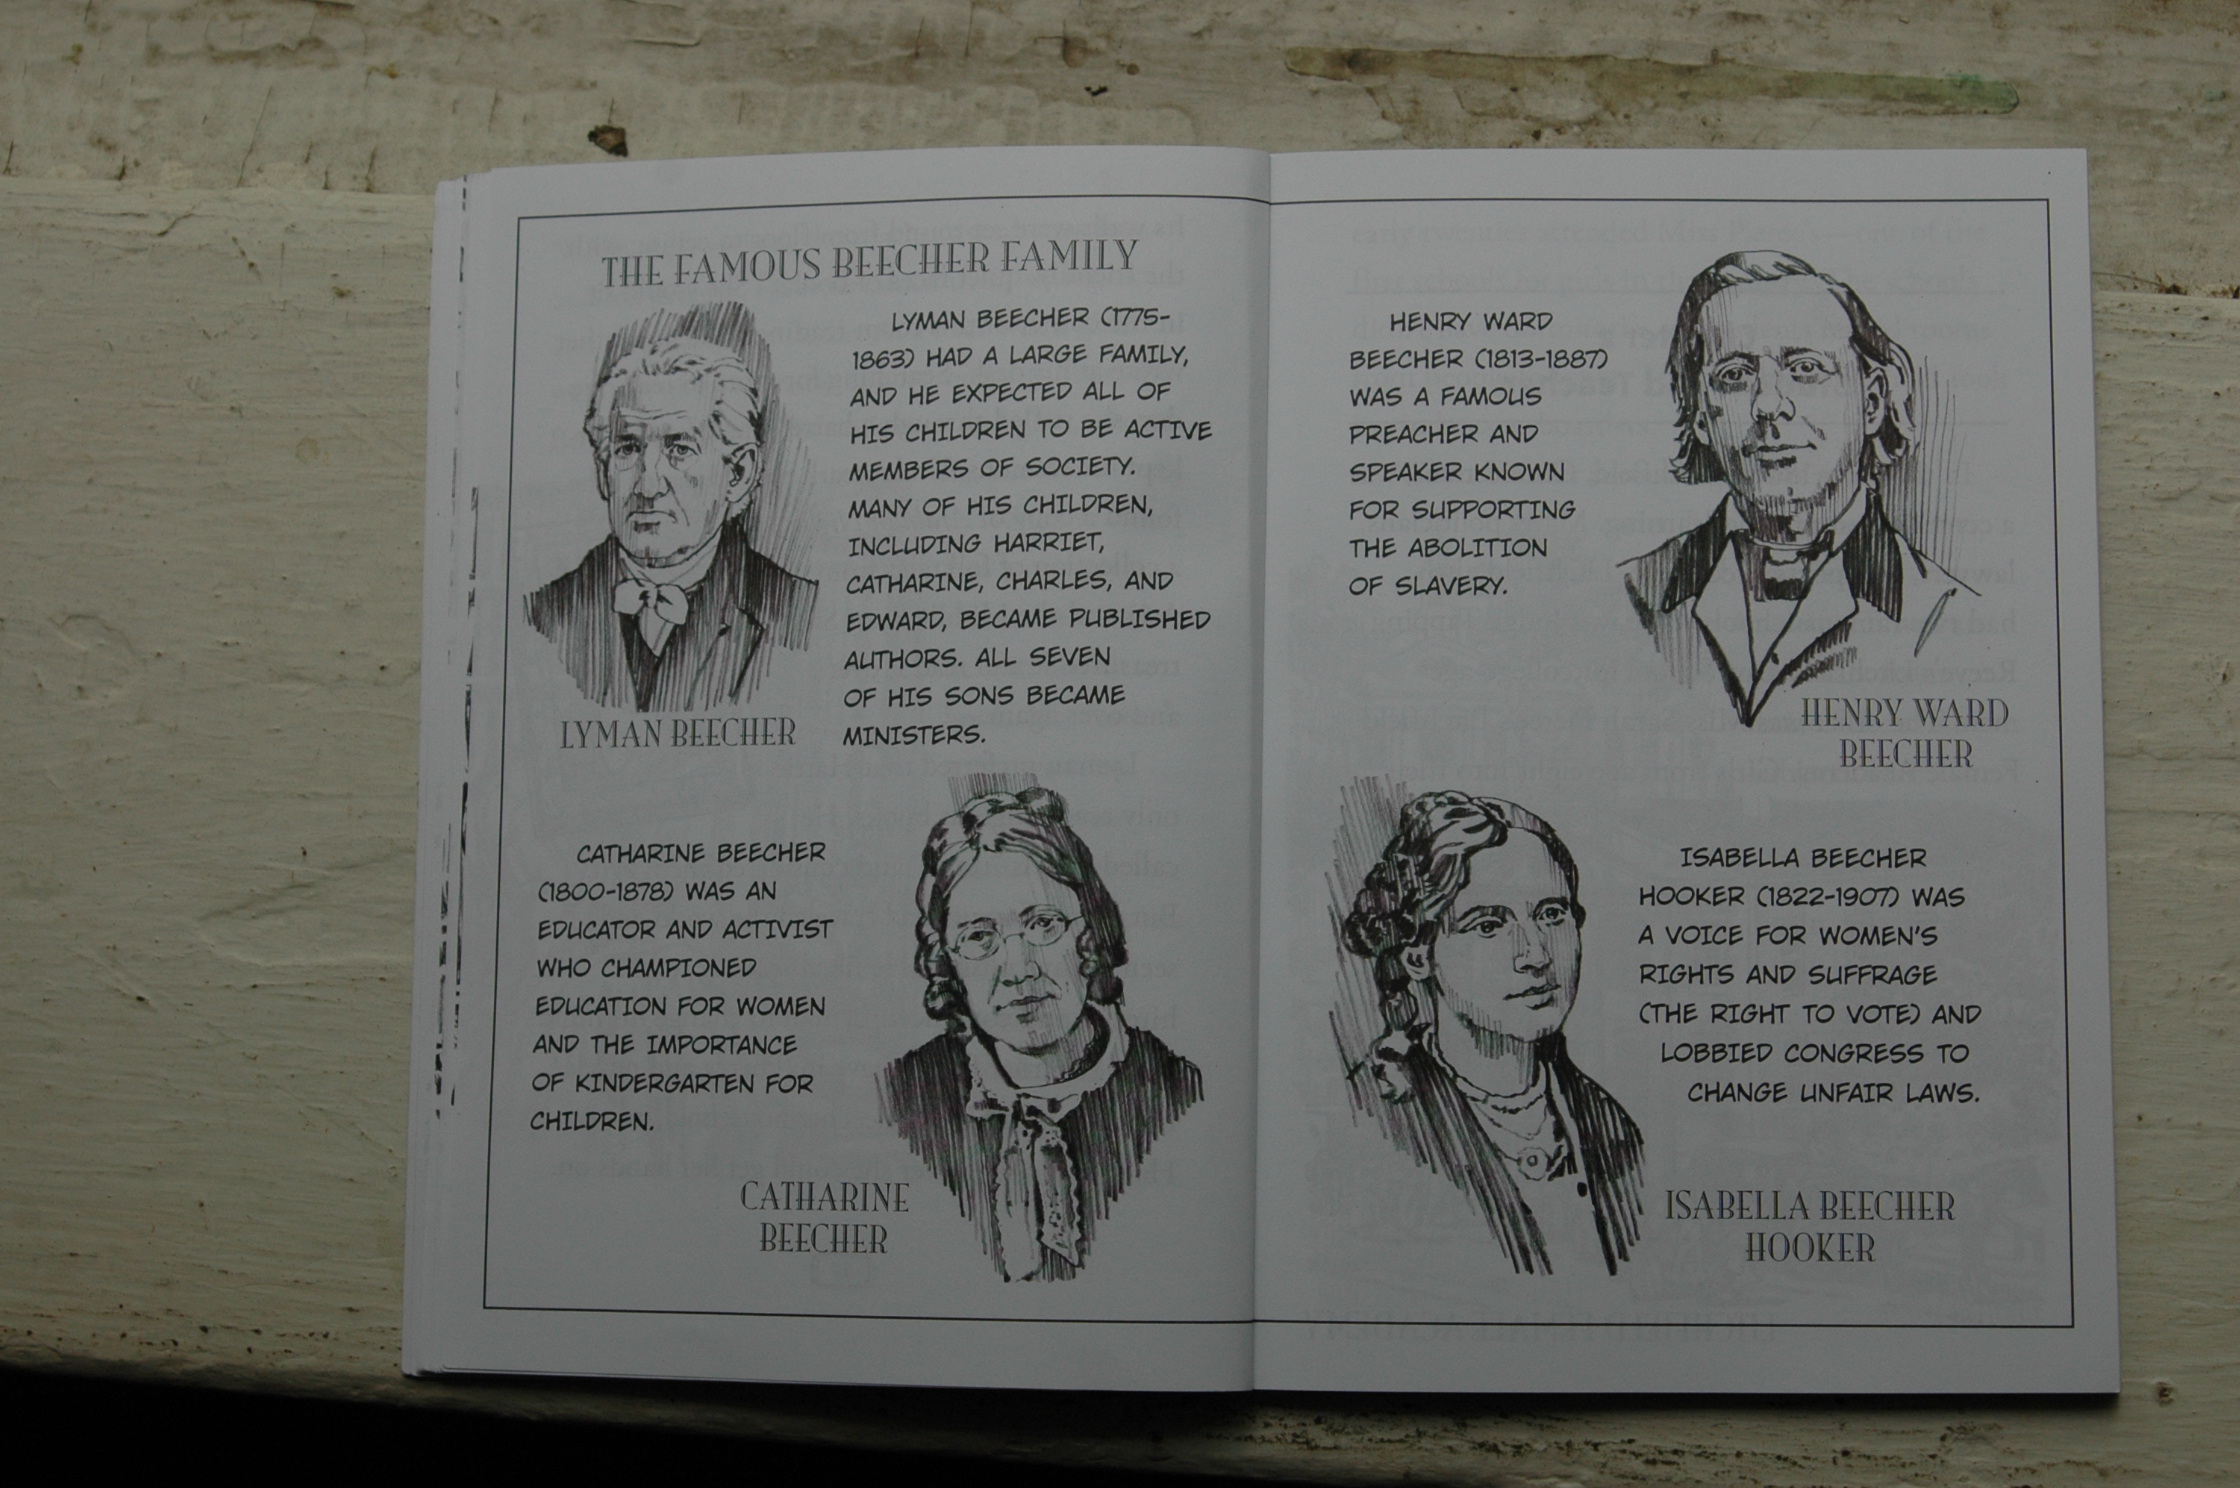 THE FAMOUS BEECHER FAMILY
LYMAN BEECHER (1775-
1863) HAD A LARGE FAMILY,
AND HE EXPECTED ALL OF
HIS CHILDREN TO BE ACTIVE
MEMBERS OF SOCIETY.
MANY OF HIS CHILDREN,
INCLUDING HARRIET,
CATHARINE, CHARLES, AND
EDWARD, BECAME PUBLISHED
AUTHORS. ALL SEVEN
OF HIS SONS BECAME
MINISTERS.
LYMAN BEECHER
CATHARINE BEECHER
(1800-1878) WAS AN
EDUCATOR AND ACTIVIST
WHO CHAMPIONED
EDUCATION FOR WOMEN
AND THE IMPORTANCE
OF KINDERGARTEN FOR
CHILDREN.
CATHARINE
BEECHER
HENRY WARD
BEECHER (1813-1887)
WAS A FAMOUS
PREACHER AND
SPEAKER KNOWN
FOR SUPPORTING
THE ABOLITION
OF SLAVERY.
HENRY WARD
BEECHER
ISABELLA BEECHER
HOOKER (1822-1907) WAS
A VOICE FOR WOMEN'S
RIGHTS AND SUFFRAGE
(THE RIGHT TO VOTE) AND
LOBBIED CONGRESS TO
CHANGE UNFAIR LAWS.
ISABELLA BEECHER
HOOKER